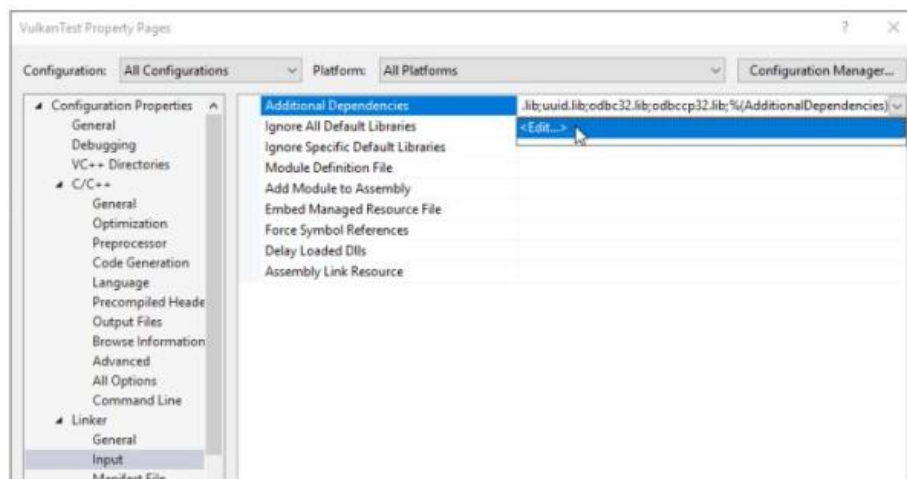 VulkanTest Property Pages
Configuration: All Configurations Platform: All Platforms Configuration Manager...
Configuration Properties
General
Debugging
VC++ Directories
C/C++
General
Optimization
Preprocessor
Code Generation
Language
Precompiled Heade
Output Files
Browse Information
Advanced
All Options
Command Line
Linker
General
Input
Manifest File
Additional Dependencies .lib;uuid.lib;odbc32.lib;odbccp32.lib;%(AdditionalDependencies)
Ignore All Default Libraries <Edit...>
Ignore Specific Default Libraries
Module Definition File
Add Module to Assembly
Embed Managed Resource File
Force Symbol References
Delay Loaded Dlls
Assembly Link Resource